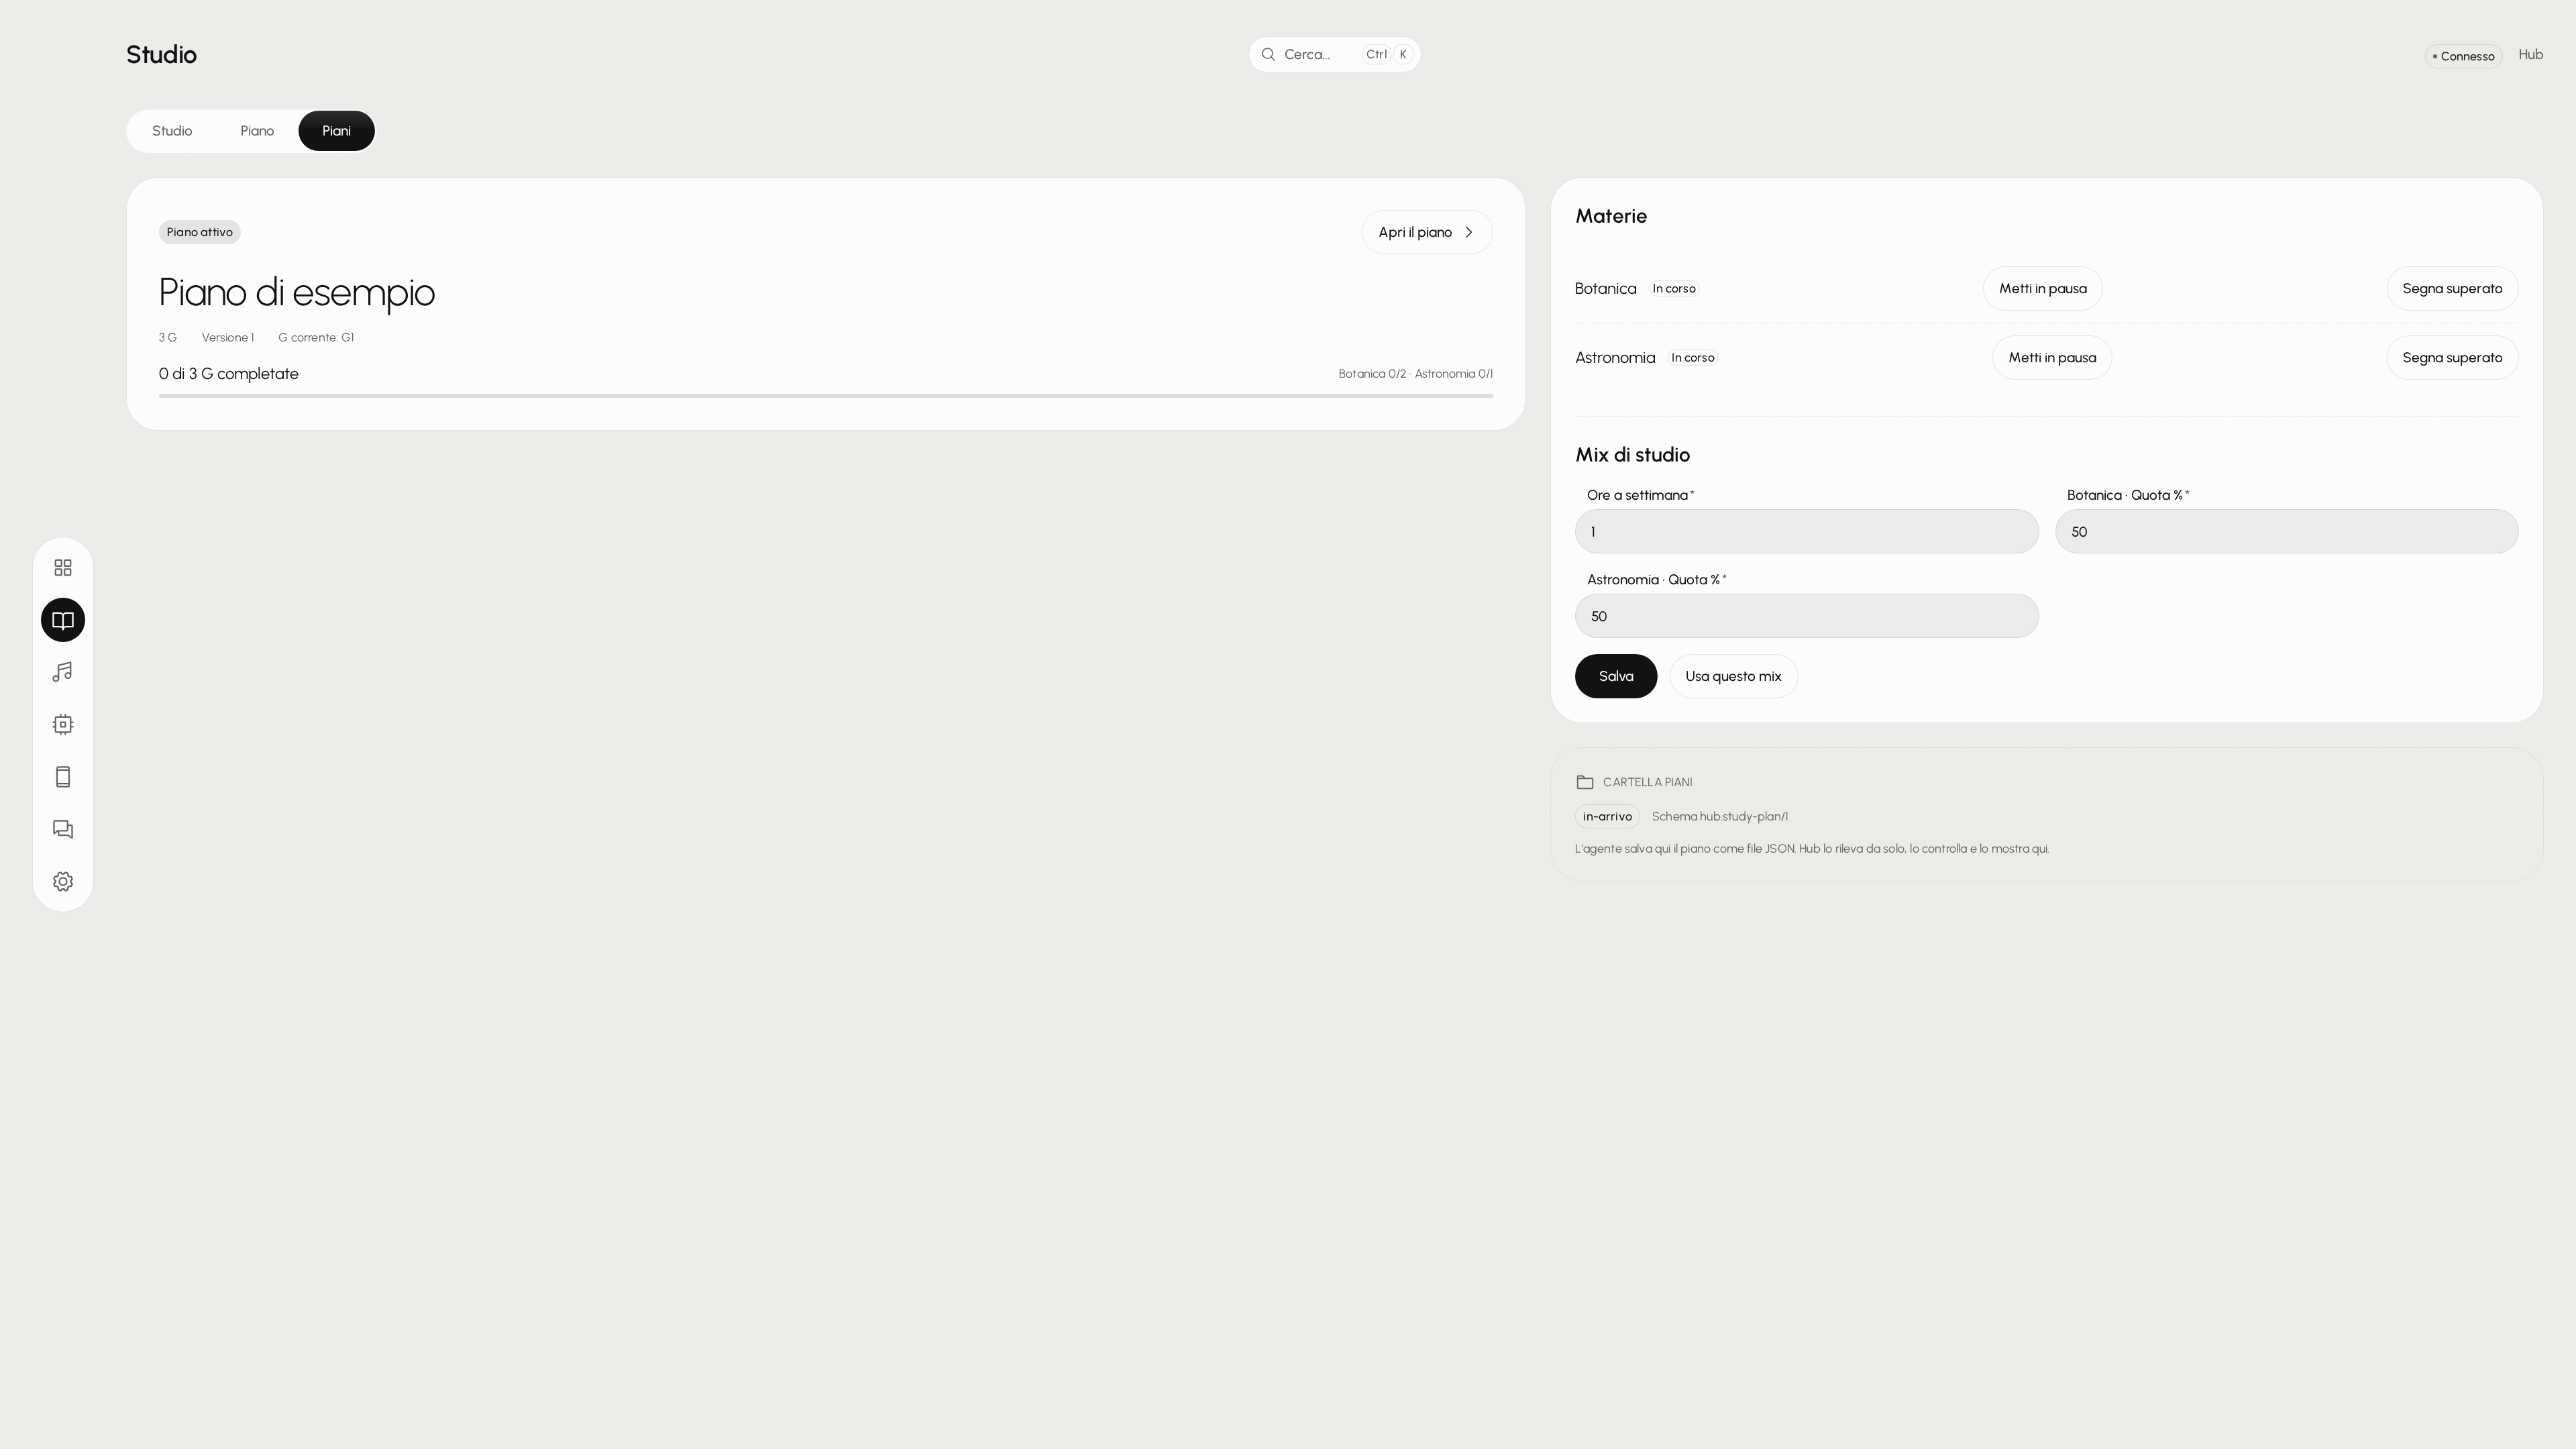 Studio
Cerca...
Ctrl K
Connesso
Hub
Studio
Piano
Piani
Piano attivo
Apri il piano
Piano di esempio
3 G
Versione 1
G corrente: G1
0 di 3 G completate
Botanica 0/2 · Astronomia 0/1
Materie
Botanica
In corso
Metti in pausa
Segna superato
Astronomia
In corso
Metti in pausa
Segna superato
Mix di studio
Ore a settimana*
Botanica · Quota %*
1
50
Astronomia · Quota %*
50
Salva
Usa questo mix
CARTELLA PIANI
in-arrivo
Schema hub.study-plan/1
L'agente salva qui il piano come file JSON. Hub lo rileva da solo, lo controlla e lo mostra qui.